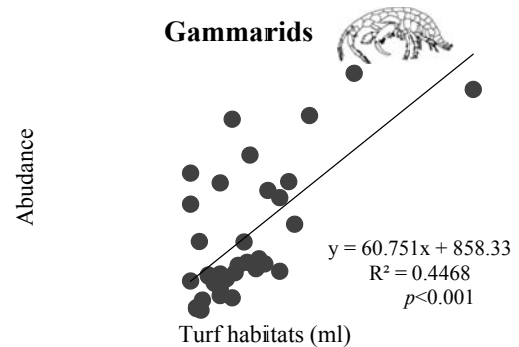 Gammarids
Abudance
y = 60.751x + 858.33
R² = 0.4468
p<0.001
Turf habitats (ml)